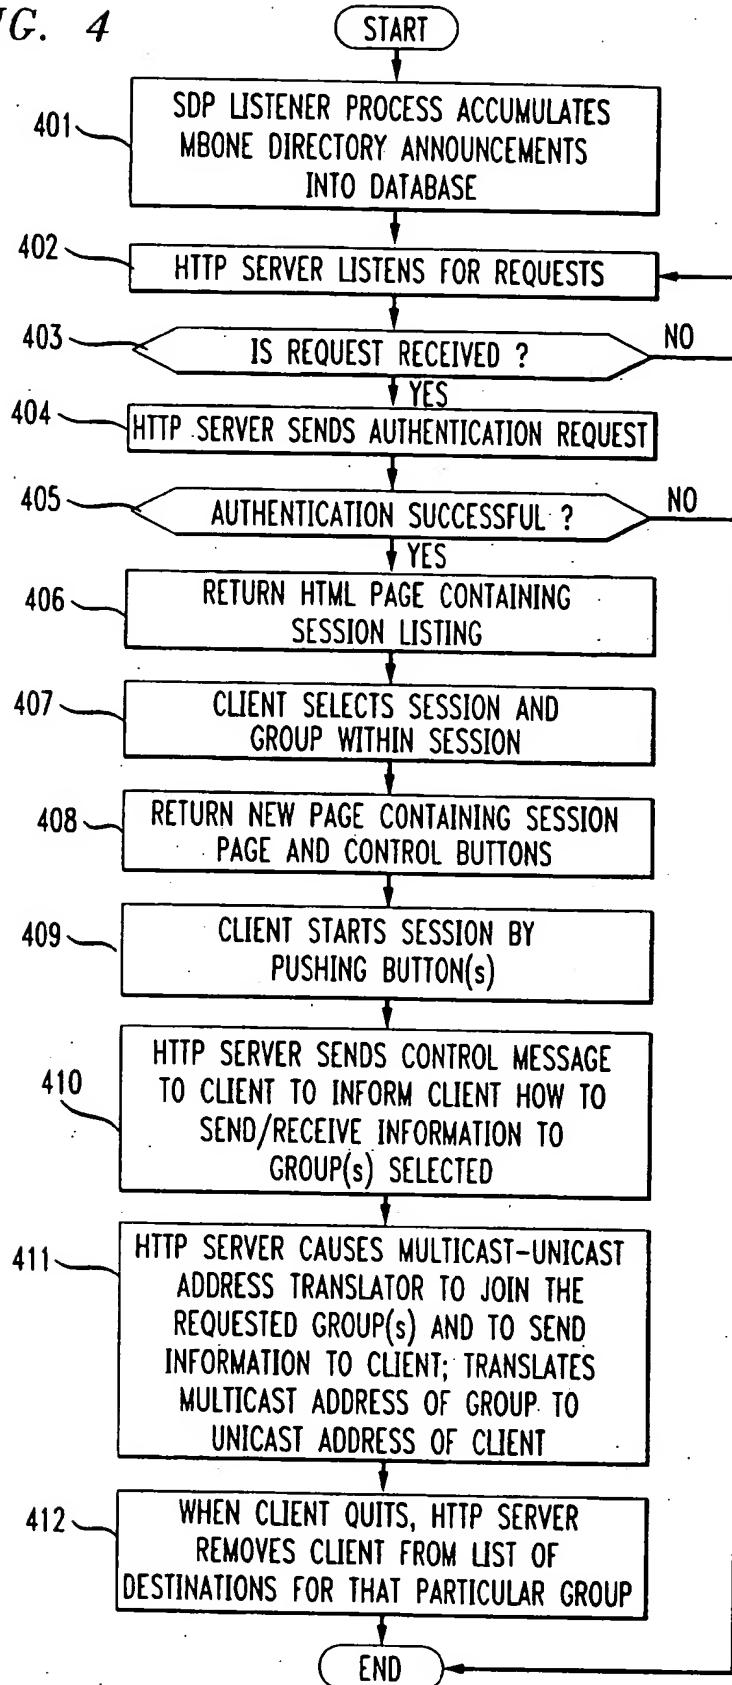 IG. 4
START
401
SDP LISTENER PROCESS ACCUMULATES
MBONE DIRECTORY ANNOUNCEMENTS
INTO DATABASE
402
HTTP SERVER LISTENS FOR REQUESTS
403
IS REQUEST RECEIVED ?
NO
YES
404
HTTP SERVER SENDS AUTHENTICATION REQUEST
405
AUTHENTICATION SUCCESSFUL ?
NO
YES
406
RETURN HTML PAGE CONTAINING
SESSION LISTING
407
CLIENT SELECTS SESSION AND
GROUP WITHIN SESSION
408
RETURN NEW PAGE CONTAINING SESSION
PAGE AND CONTROL BUTTONS
409
CLIENT STARTS SESSION BY
PUSHING BUTTON(s)
410
HTTP SERVER SENDS CONTROL MESSAGE
TO CLIENT TO INFORM CLIENT HOW TO
SEND/RECEIVE INFORMATION TO
GROUP(s) SELECTED
411
HTTP SERVER CAUSES MULTICAST-UNICAST
ADDRESS TRANSLATOR TO JOIN THE
REQUESTED GROUP(s) AND TO SEND
INFORMATION TO CLIENT; TRANSLATES
MULTICAST ADDRESS OF GROUP TO
UNICAST ADDRESS OF CLIENT
412
WHEN CLIENT QUITS, HTTP SERVER
REMOVES CLIENT FROM LIST OF
DESTINATIONS FOR THAT PARTICULAR GROUP
END